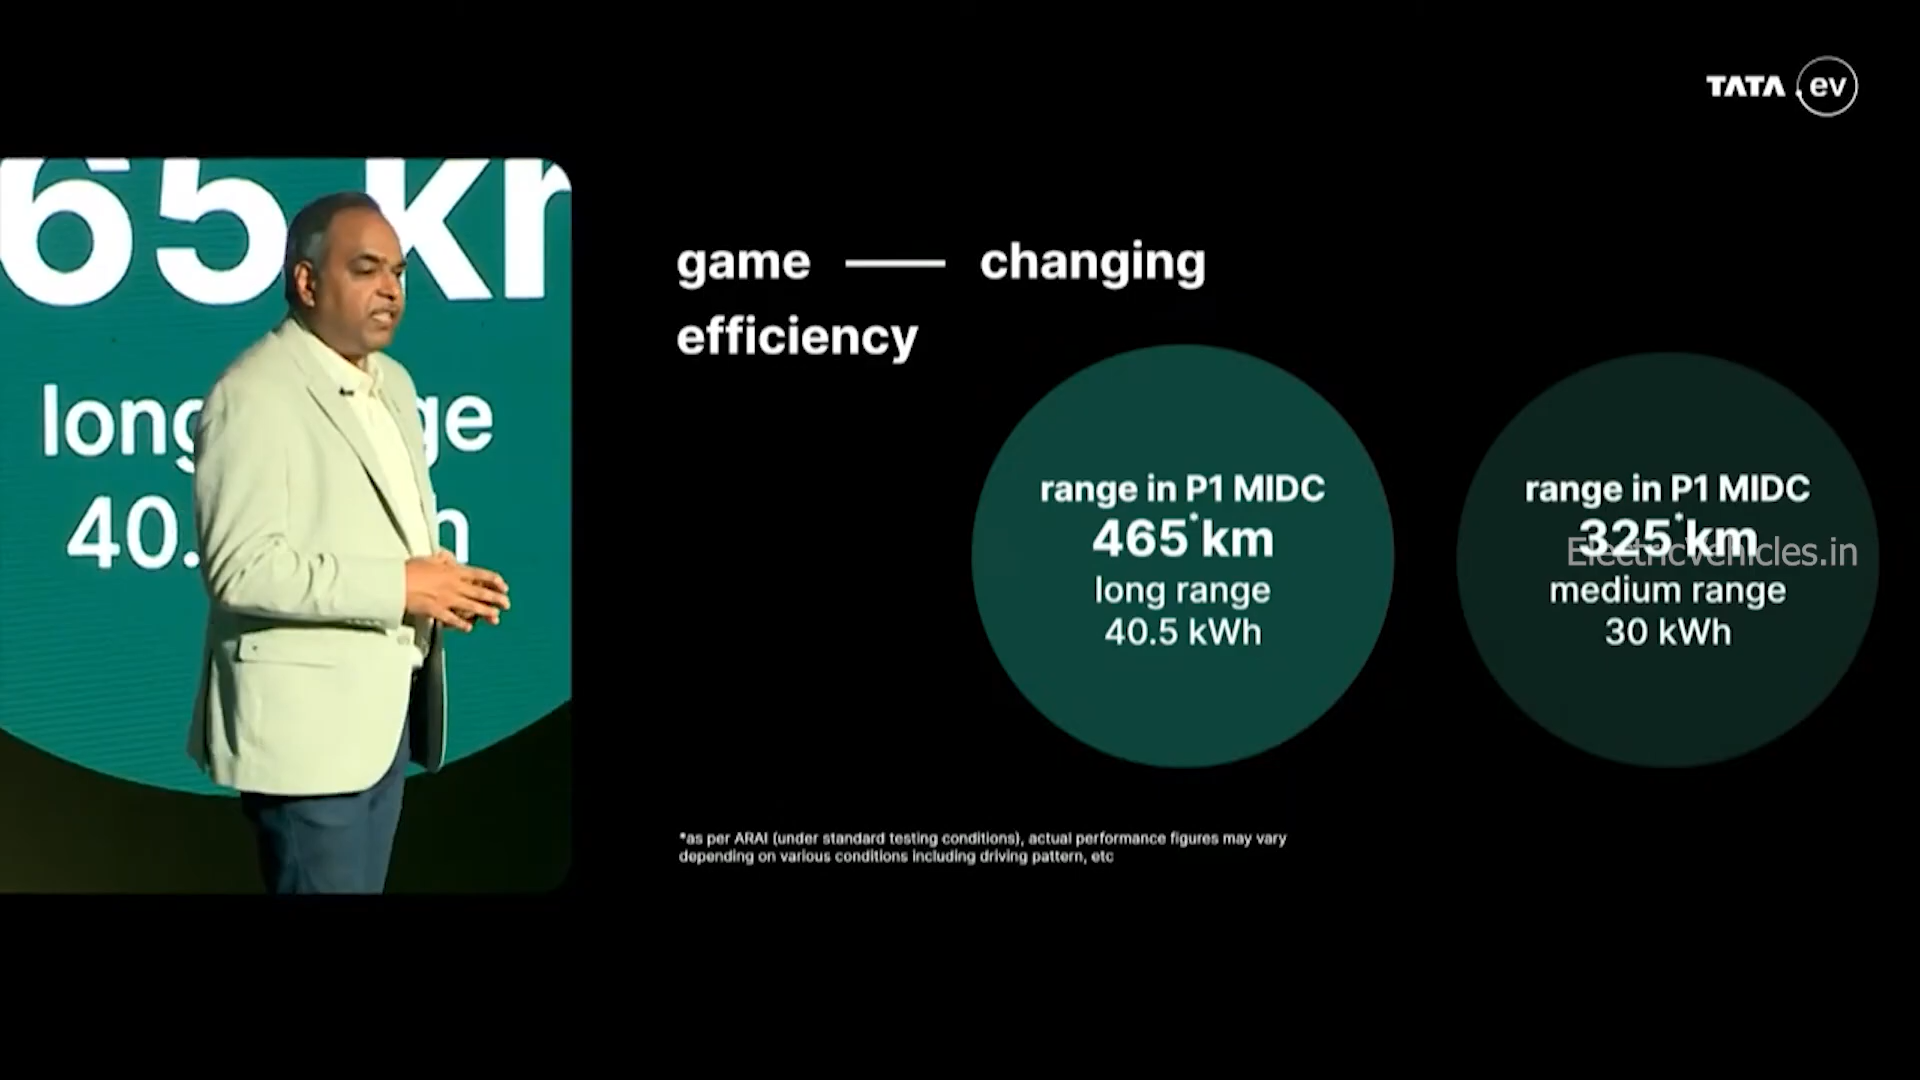 TATA .ev
65 km
long ge
40. h
game — changing
efficiency
range in P1 MIDC
465* km
long range
40.5 kWh
range in P1 MIDC
325* km
medium range
30 kWh
ElectricVehicles.in
*as per ARAI (under standard testing conditions), actual performance figures may vary
depending on various conditions including driving pattern, etc